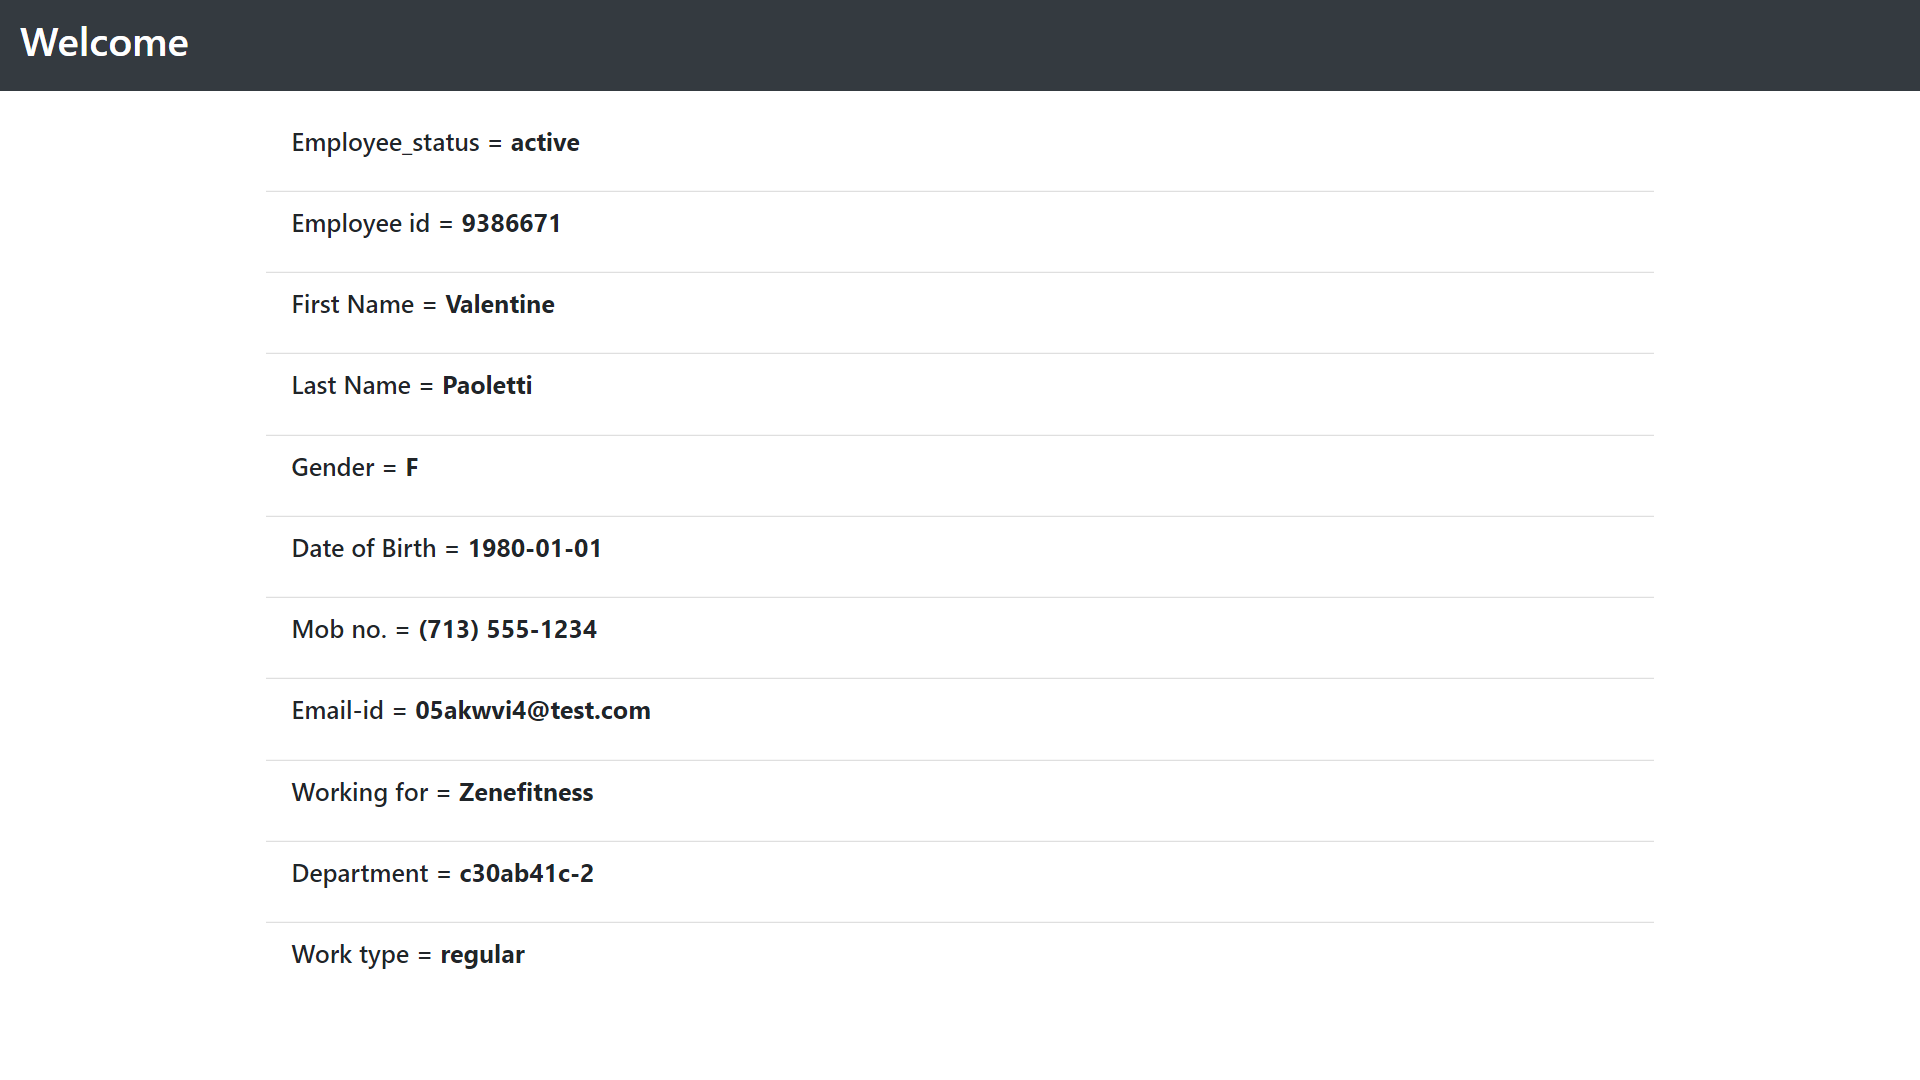 Welcome
Employee_status = active
Employee id = 9386671
First Name = Valentine
Last Name = Paoletti
Gender = F
Date of Birth = 1980-01-01
Mob no. = (713) 555-1234
Email-id = 05akwvi4@test.com
Working for = Zenefitness
Department = c30ab41c-2
Work type = regular